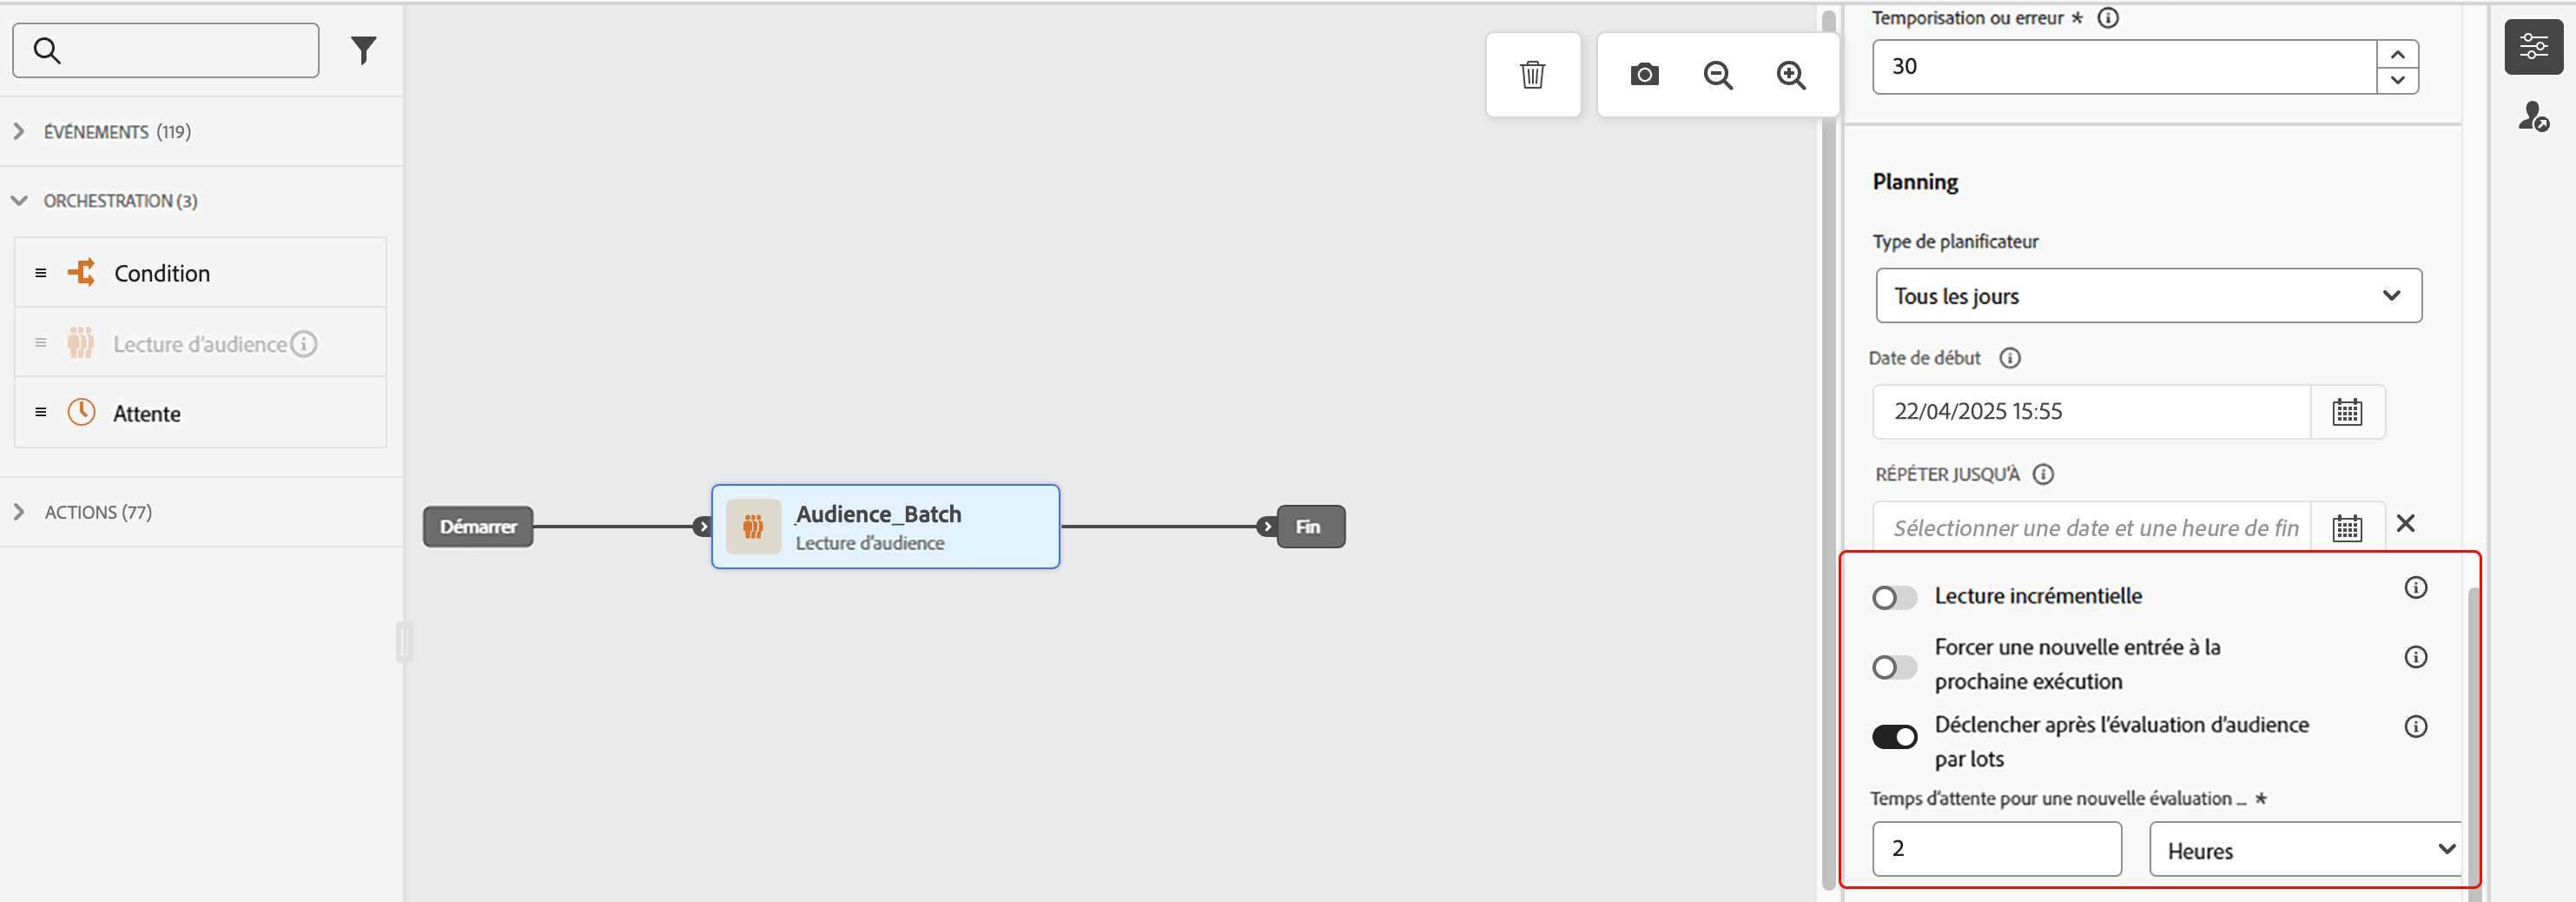 ÉVÉNEMENTS (119)
ORCHESTRATION (3)
Condition
Lecture d'audience
Attente
ACTIONS (77)
Démarrer
Audience_Batch
Lecture d'audience
Fin
Temporisation ou erreur *
30
Planning
Type de planificateur
Tous les jours
Date de début
22/04/2025 15:55
RÉPÉTER JUSQU'À
Sélectionner une date et une heure de fin
Lecture incrémentielle
Forcer une nouvelle entrée à la
prochaine exécution
Déclencher après l'évaluation d'audience
par lots
Temps d'attente pour une nouvelle évaluation ... *
2
Heures